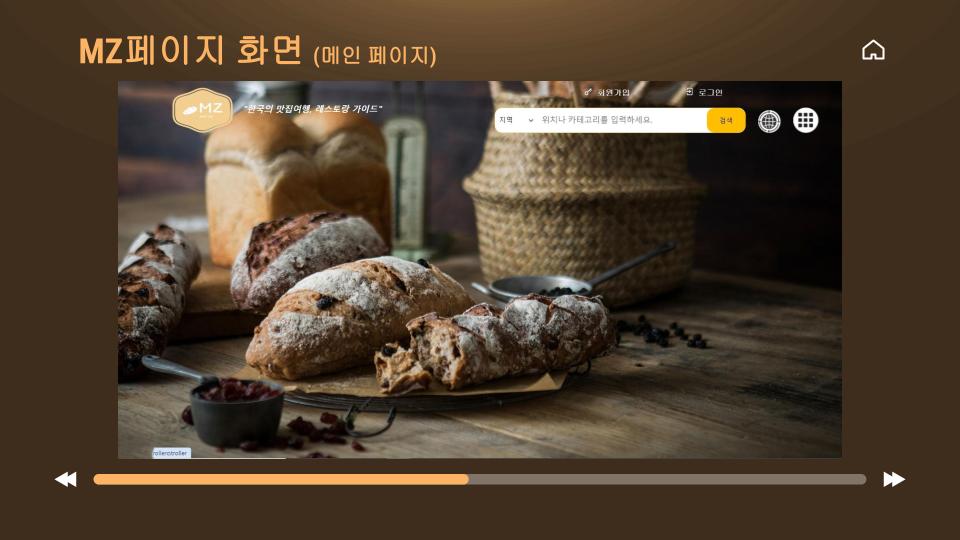 MZ페이지 화면 (메인 페이지)
회원가입 로그인
MZ "한국의 맛집여행, 레스토랑 가이드"
지역 위치나 카테고리를 입력하세요. 검색